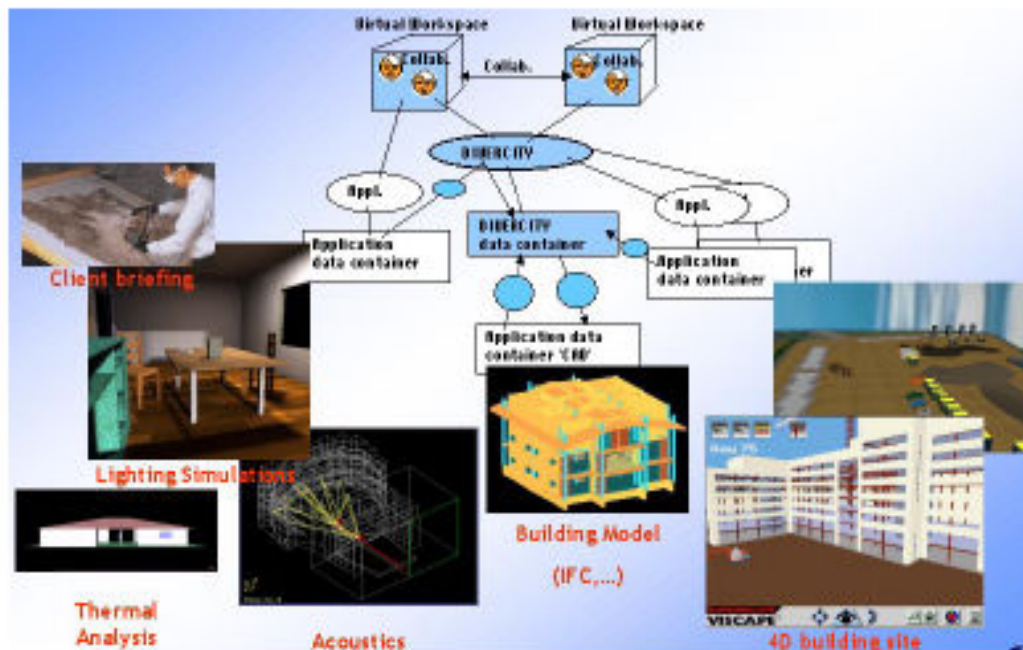 Virtual Workspace
Virtual Workspace
Collab.
Collab.
Collab.
DIVERCITY
Appl.
Appl.
DIVERCITY
data container
Application
data container
Application
data container
Client briefing
Application data
container 'CAD'
Lighting Simulations
Building Model
(IFC,...)
Thermal
Analysis
Acoustics
VISCAPE
4D building site